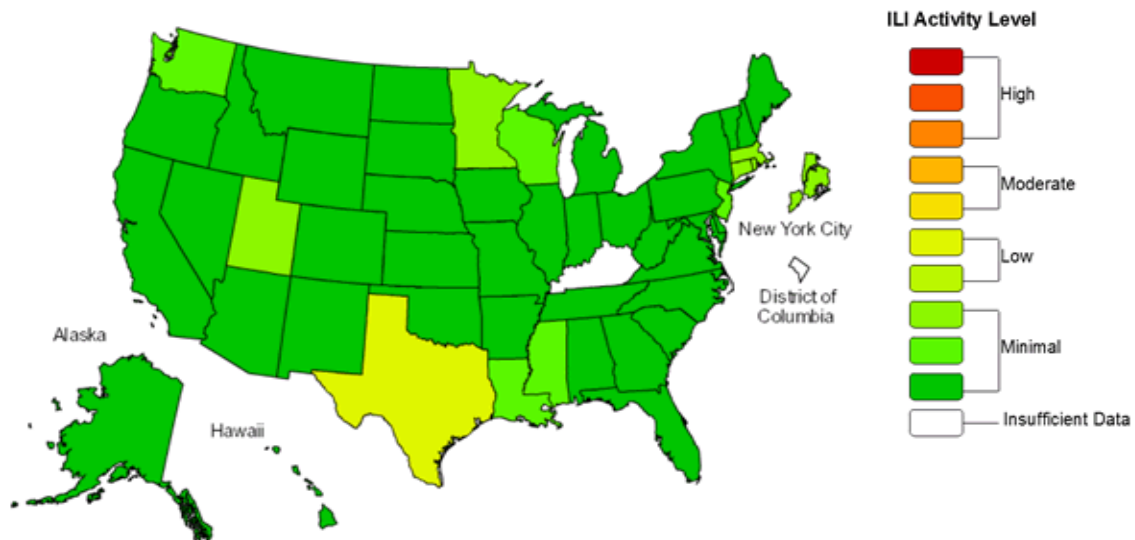 ILI Activity Level
High
Moderate
Low
Minimal
Insufficient Data
New York City
District of
Columbia
Alaska
Hawaii